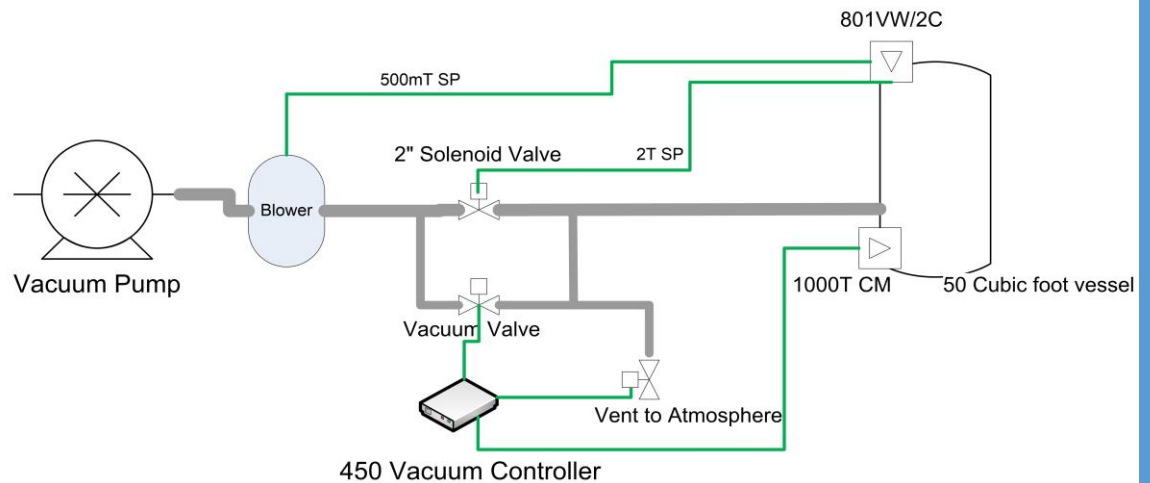 801VW/2C
500mT SP
2" Solenoid Valve
2T SP
Blower
Vacuum Pump
1000T CM
50 Cubic foot vessel
Vacuum Valve
Vent to Atmosphere
450 Vacuum Controller